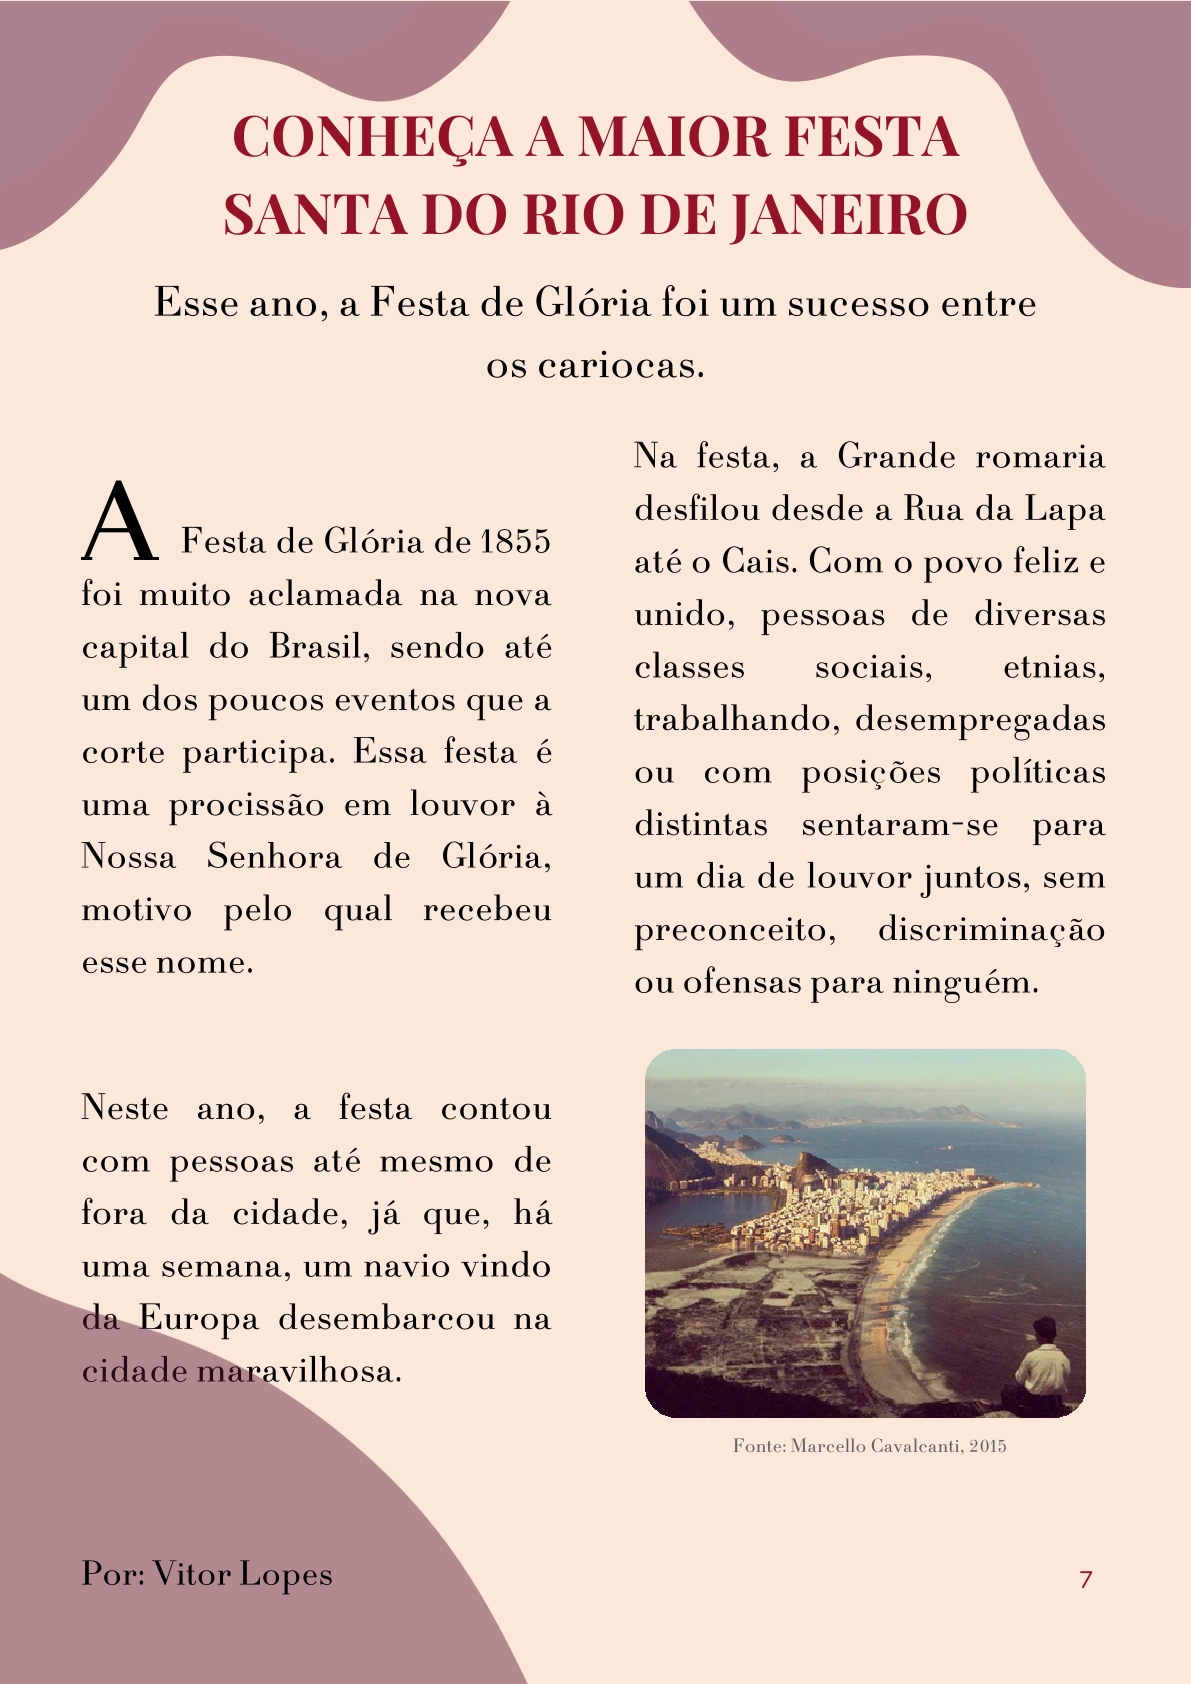 CONHEÇA A MAIOR FESTA
SANTA DO RIO DE JANEIRO
Esse ano, a Festa de Glória foi um sucesso entre
os cariocas.
A Festa de Glória de 1855
foi muito aclamada na nova
capital do Brasil, sendo até
um dos poucos eventos que a
corte participa. Essa festa é
uma procissão em louvor à
Nossa Senhora de Glória,
motivo pelo qual recebeu
esse nome.
Neste ano, a festa contou
com pessoas até mesmo de
fora da cidade, já que, há
uma semana, um navio vindo
da Europa desembarcou na
cidade maravilhosa.
Na festa, a Grande romaria
desfilou desde a Rua da Lapa
até o Cais. Com o povo feliz e
unido, pessoas de diversas
classes sociais, etnias,
trabalhando, desempregadas
ou com posições políticas
distintas sentaram-se para
um dia de louvor juntos, sem
preconceito, discriminação
ou ofensas para ninguém.
Fonte: Marcello Cavalcanti, 2015
Por: Vitor Lopes
7